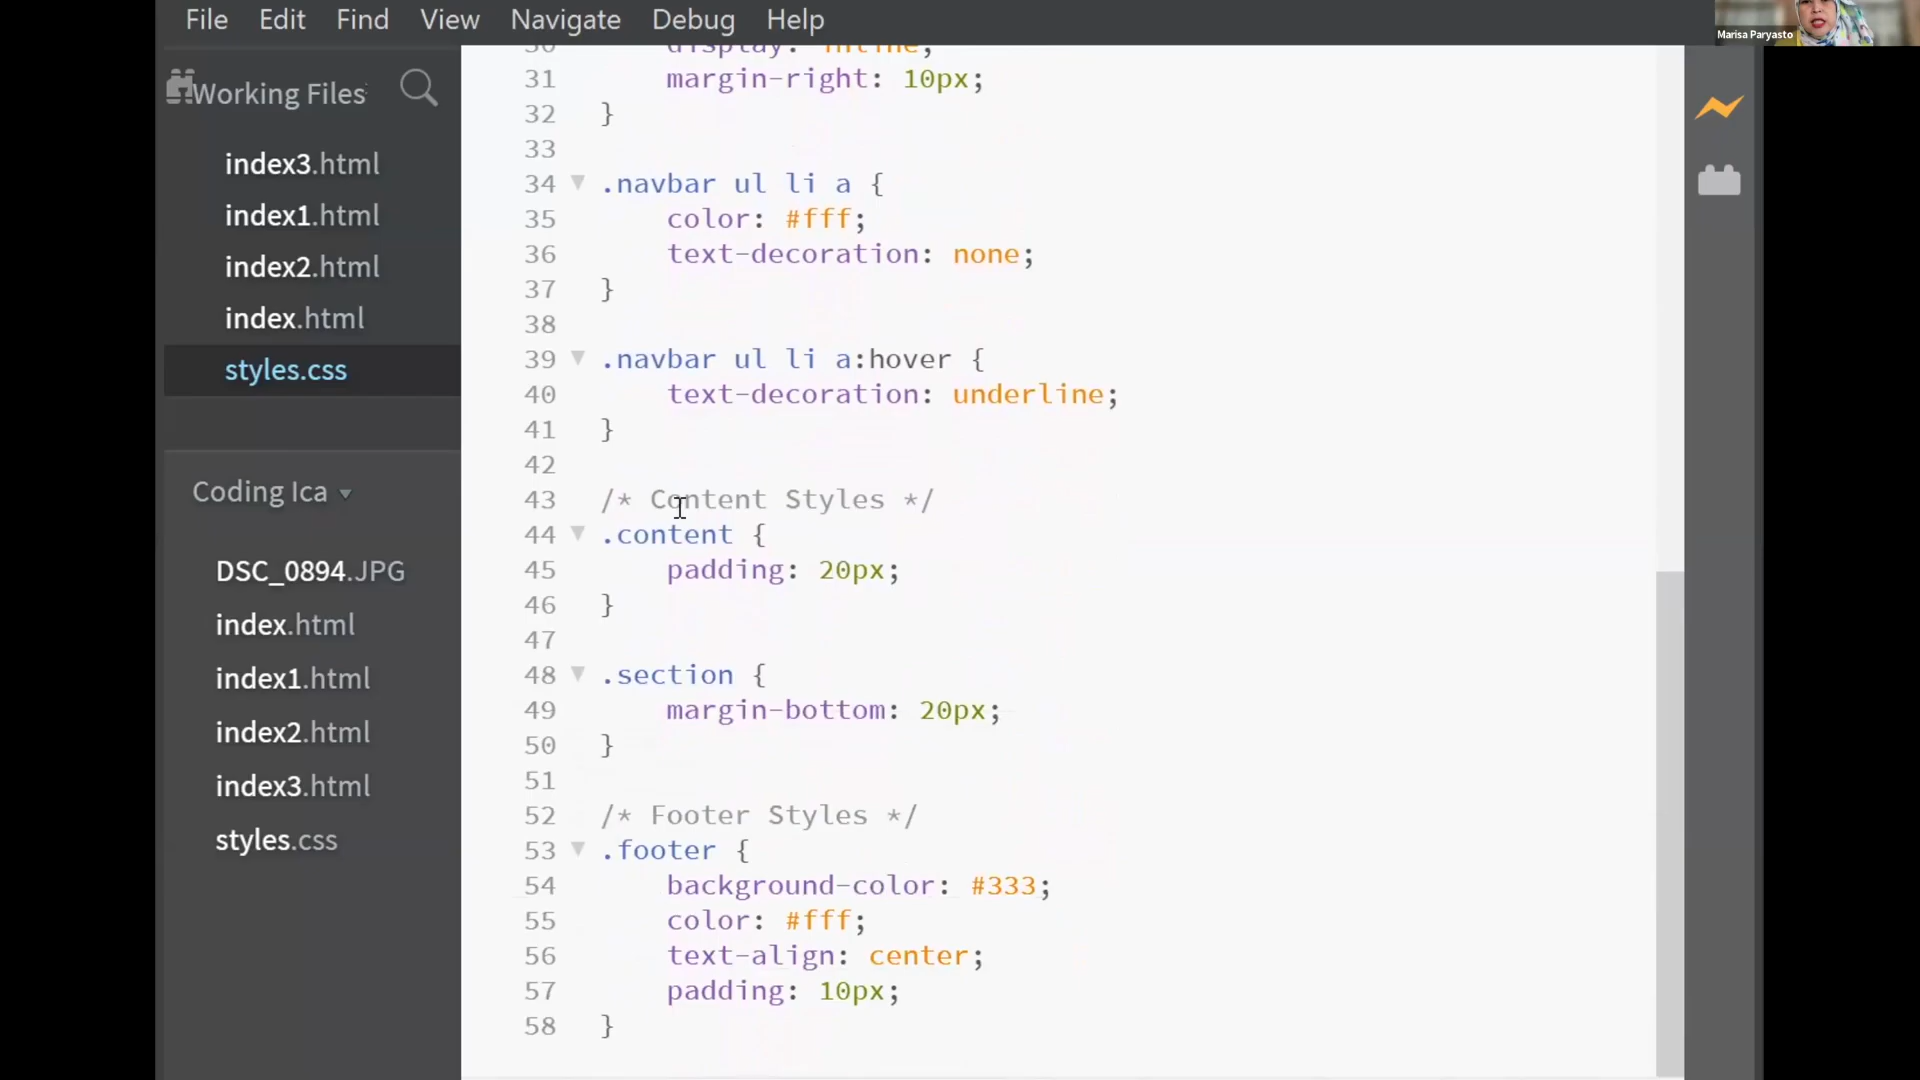 File Edit Find View Navigate Debug Help
Marisa Paryasto
Working Files
index3.html
index1.html
index2.html
index.html
styles.css
Coding Ica
DSC_0894.JPG
index.html
index1.html
index2.html
index3.html
styles.css
30 display: inline;
31 margin-right: 10px;
32 }
33
34 .navbar ul li a {
35 color: #fff;
36 text-decoration: none;
37 }
38
39 .navbar ul li a:hover {
40 text-decoration: underline;
41 }
42
43 /* Content Styles */
44 .content {
45 padding: 20px;
46 }
47
48 .section {
49 margin-bottom: 20px;
50 }
51
52 /* Footer Styles */
53 .footer {
54 background-color: #333;
55 color: #fff;
56 text-align: center;
57 padding: 10px;
58 }